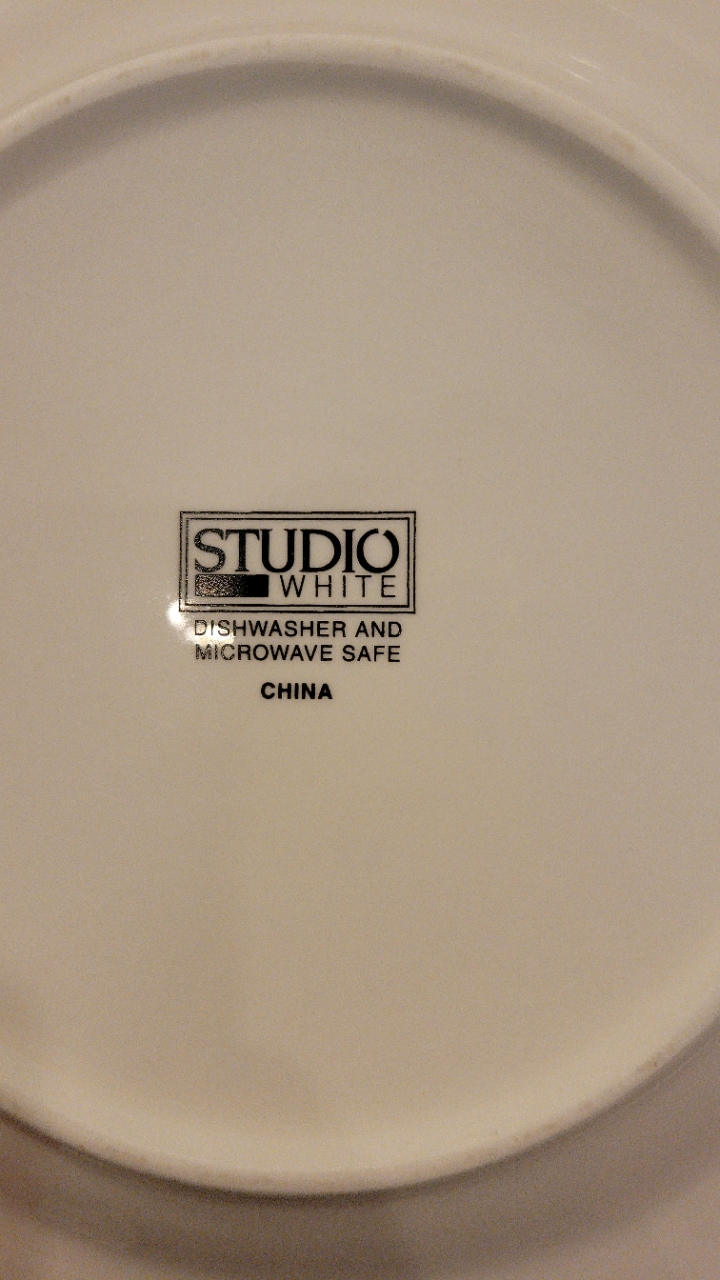 STUDIO
WHITE
DISHWASHER AND
MICROWAVE SAFE
CHINA